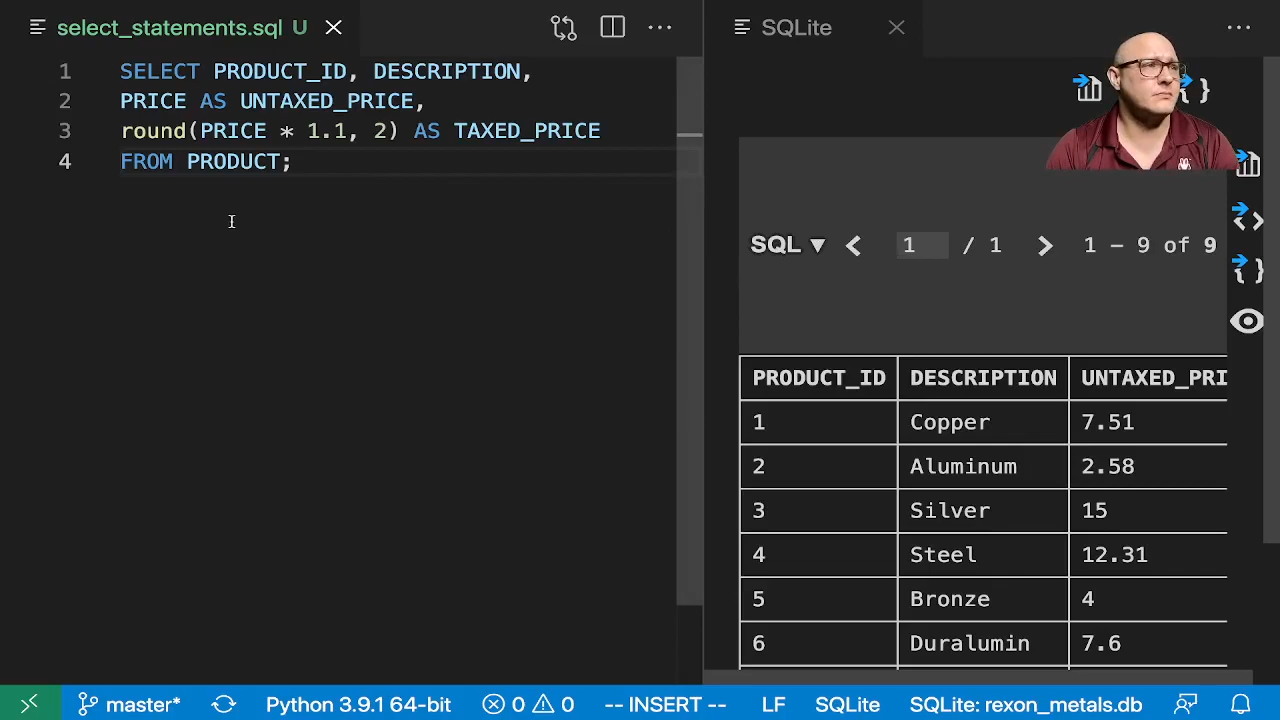 select_statements.sql U
1 SELECT PRODUCT_ID, DESCRIPTION,
2 PRICE AS UNTAXED_PRICE,
3 round(PRICE * 1.1, 2) AS TAXED_PRICE
4 FROM PRODUCT;
SQLite
SQL 1 / 1 1 – 9 of 9
PRODUCT_ID DESCRIPTION UNTAXED_PRI
1 Copper 7.51
2 Aluminum 2.58
3 Silver 15
4 Steel 12.31
5 Bronze 4
6 Duralumin 7.6
master* Python 3.9.1 64-bit 0 0 -- INSERT -- LF SQLite SQLite: rexon_metals.db